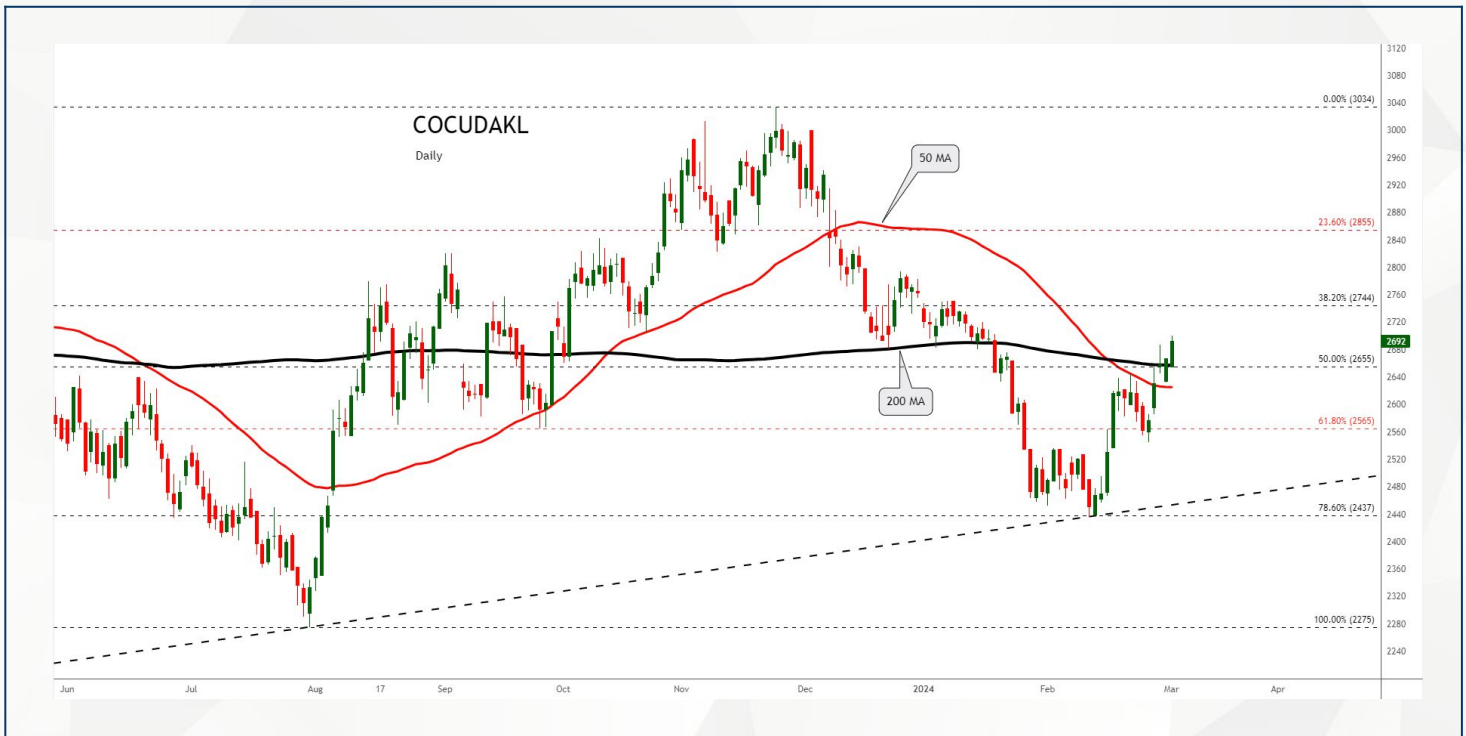 COCUDAKL
Daily
50 MA
200 MA
0.00% (3034)
23.60% (2855)
38.20% (2744)
50.00% (2655)
61.80% (2565)
78.60% (2437)
100.00% (2275)
3120
3080
3040
3000
2960
2920
2880
2840
2800
2760
2720
2692
2680
2640
2600
2560
2520
2480
2440
2400
2360
2320
2280
2240
Jun
Jul
Aug
17
Sep
Oct
Nov
Dec
2024
Feb
Mar
Apr